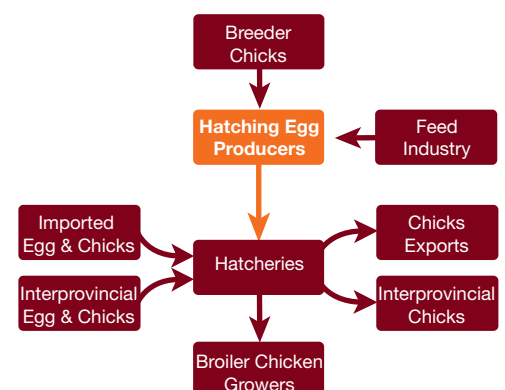 Breeder
Chicks
Hatching Egg
Producers
Feed
Industry
Imported
Egg & Chicks
Chicks
Exports
Hatcheries
Interprovincial
Egg & Chicks
Interprovincial
Chicks
Broiler Chicken
Growers